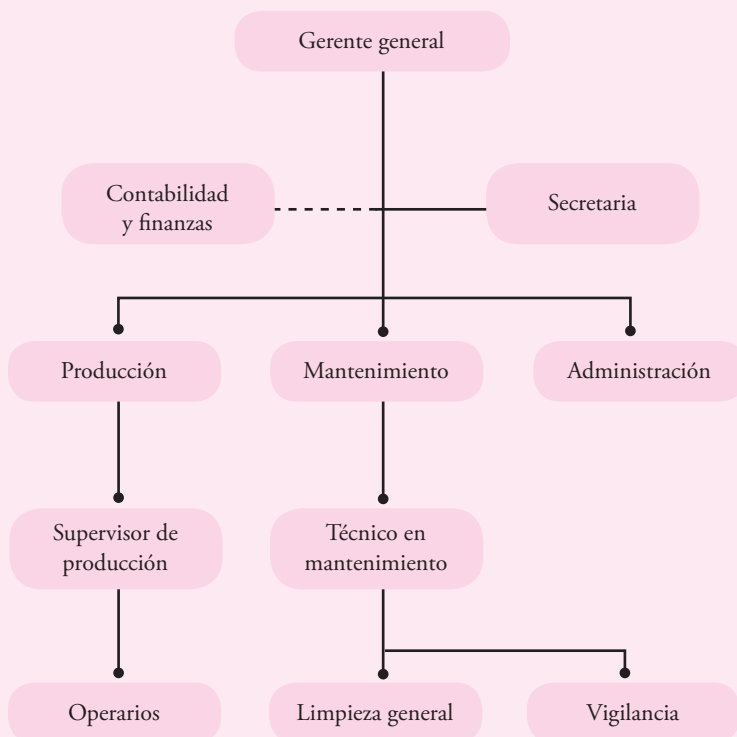 Gerente general
Contabilidad
y finanzas
Secretaria
Producción
Mantenimiento
Administración
Supervisor de
producción
Técnico en
mantenimiento
Operarios
Limpieza general
Vigilancia